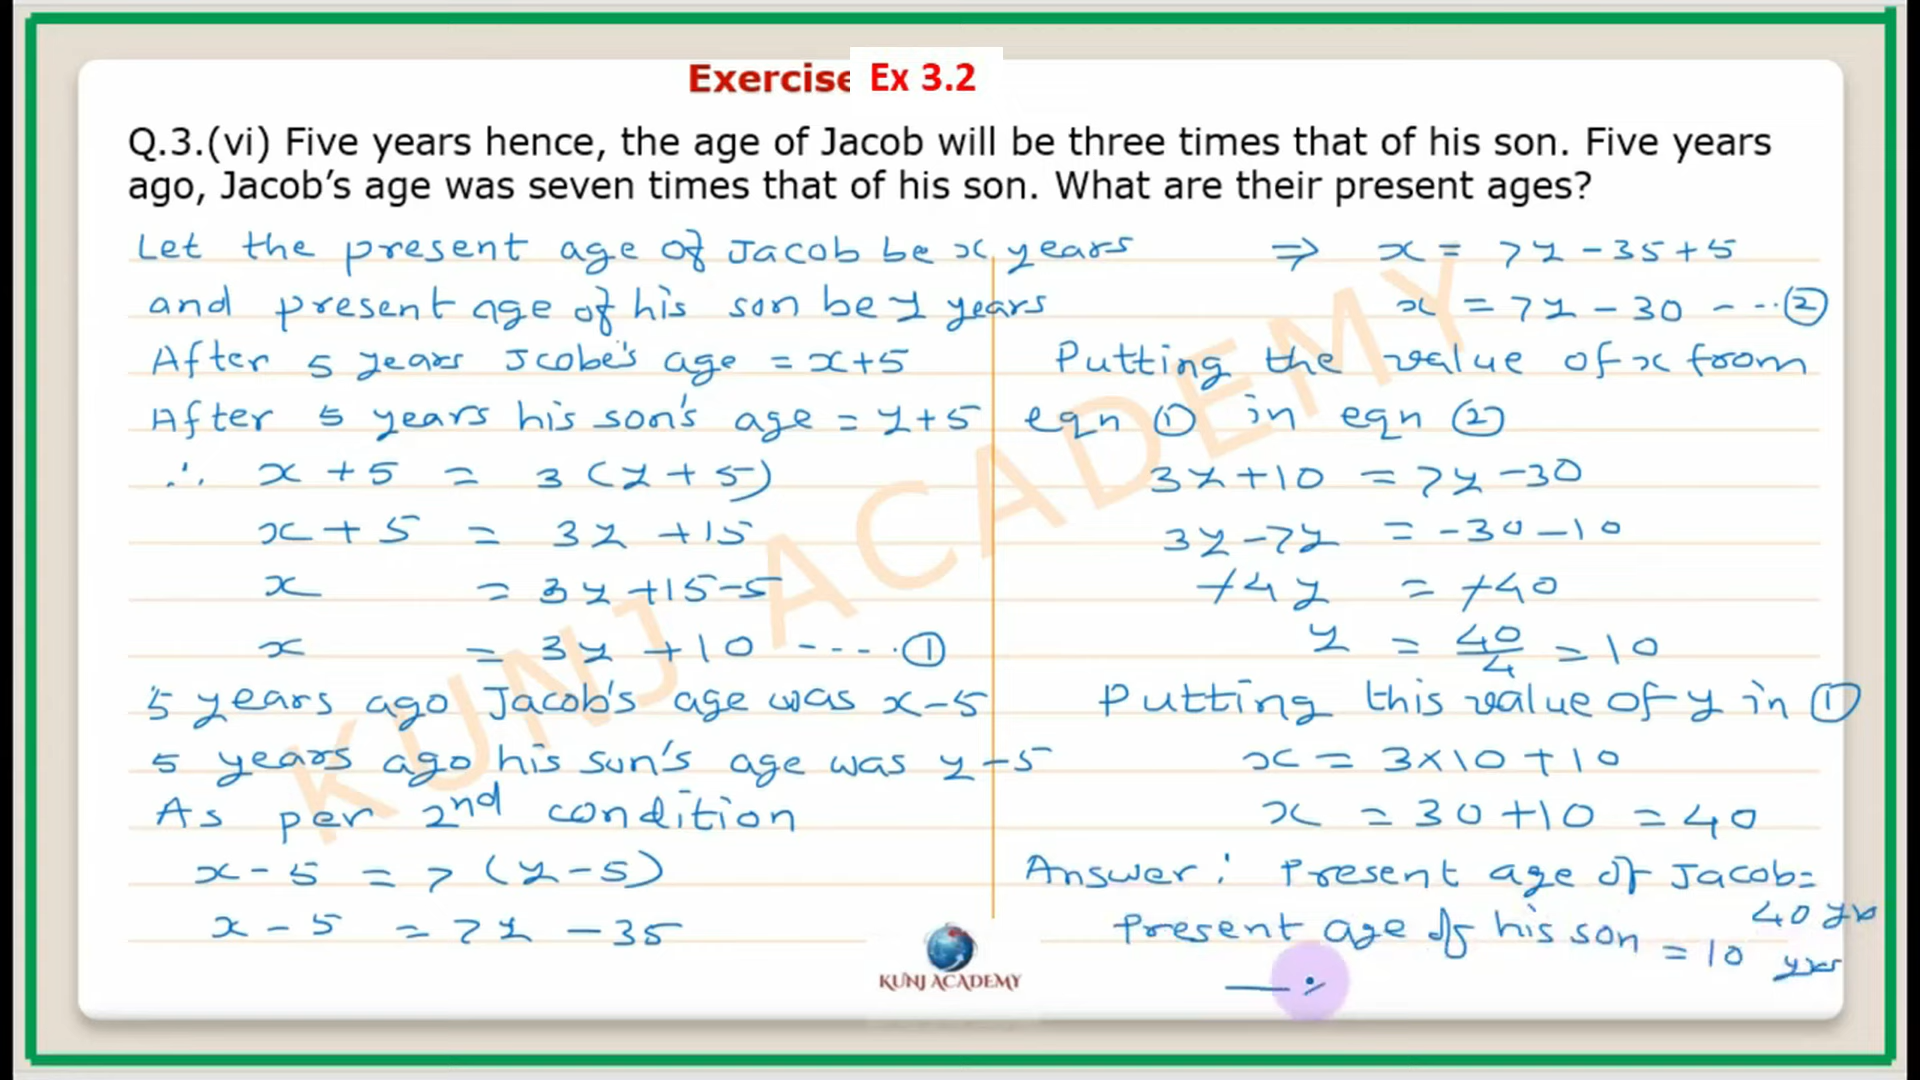 Exercise Ex 3.2
Q.3.(vi) Five years hence, the age of Jacob will be three times that of his son. Five years
ago, Jacob’s age was seven times that of his son. What are their present ages?
Let the present age of Jacob be x years
and present age of his son be y years
After 5 years Jcobe's age = x+5
After 5 years his son's age = y+5
∴ x + 5 = 3 (y + 5)
x + 5 = 3y + 15
x = 3y + 15 - 5
x = 3y + 10 ---- ①
5 years ago Jacob's age was x-5
5 years ago his sun's age was y-5
As per 2nd condition
x - 5 = 7 (y - 5)
x - 5 = 7y - 35
⇒ x = 7y - 35 + 5
x = 7y - 30 ---- ②
Putting the value of x from
eqn ① in eqn ②
3y + 10 = 7y - 30
3y - 7y = -30 - 10
+4y = +40
y = 40/4 = 10
Putting this value of y in ①
x = 3×10 + 10
x = 30 + 10 = 40
Answer: Present age of Jacob =
40 yrs
Present age of his son = 10
yrs
KUNJ ACADEMY
KUNJ ACADEMY